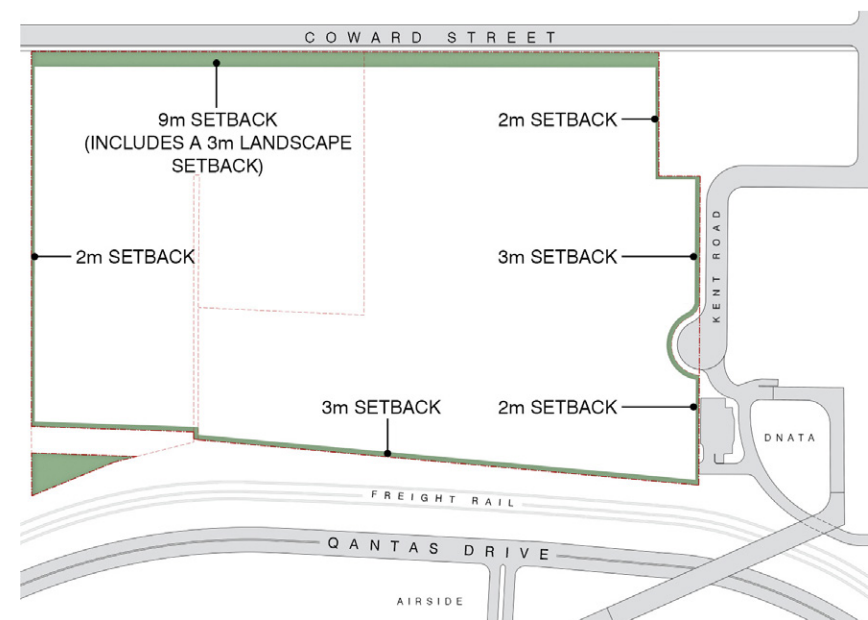 COWARD STREET
9m SETBACK
(INCLUDES A 3m LANDSCAPE
SETBACK)
2m SETBACK
2m SETBACK
3m SETBACK
KENT ROAD
3m SETBACK
2m SETBACK
DNATA
FREIGHT RAIL
QANTAS DRIVE
AIRSIDE